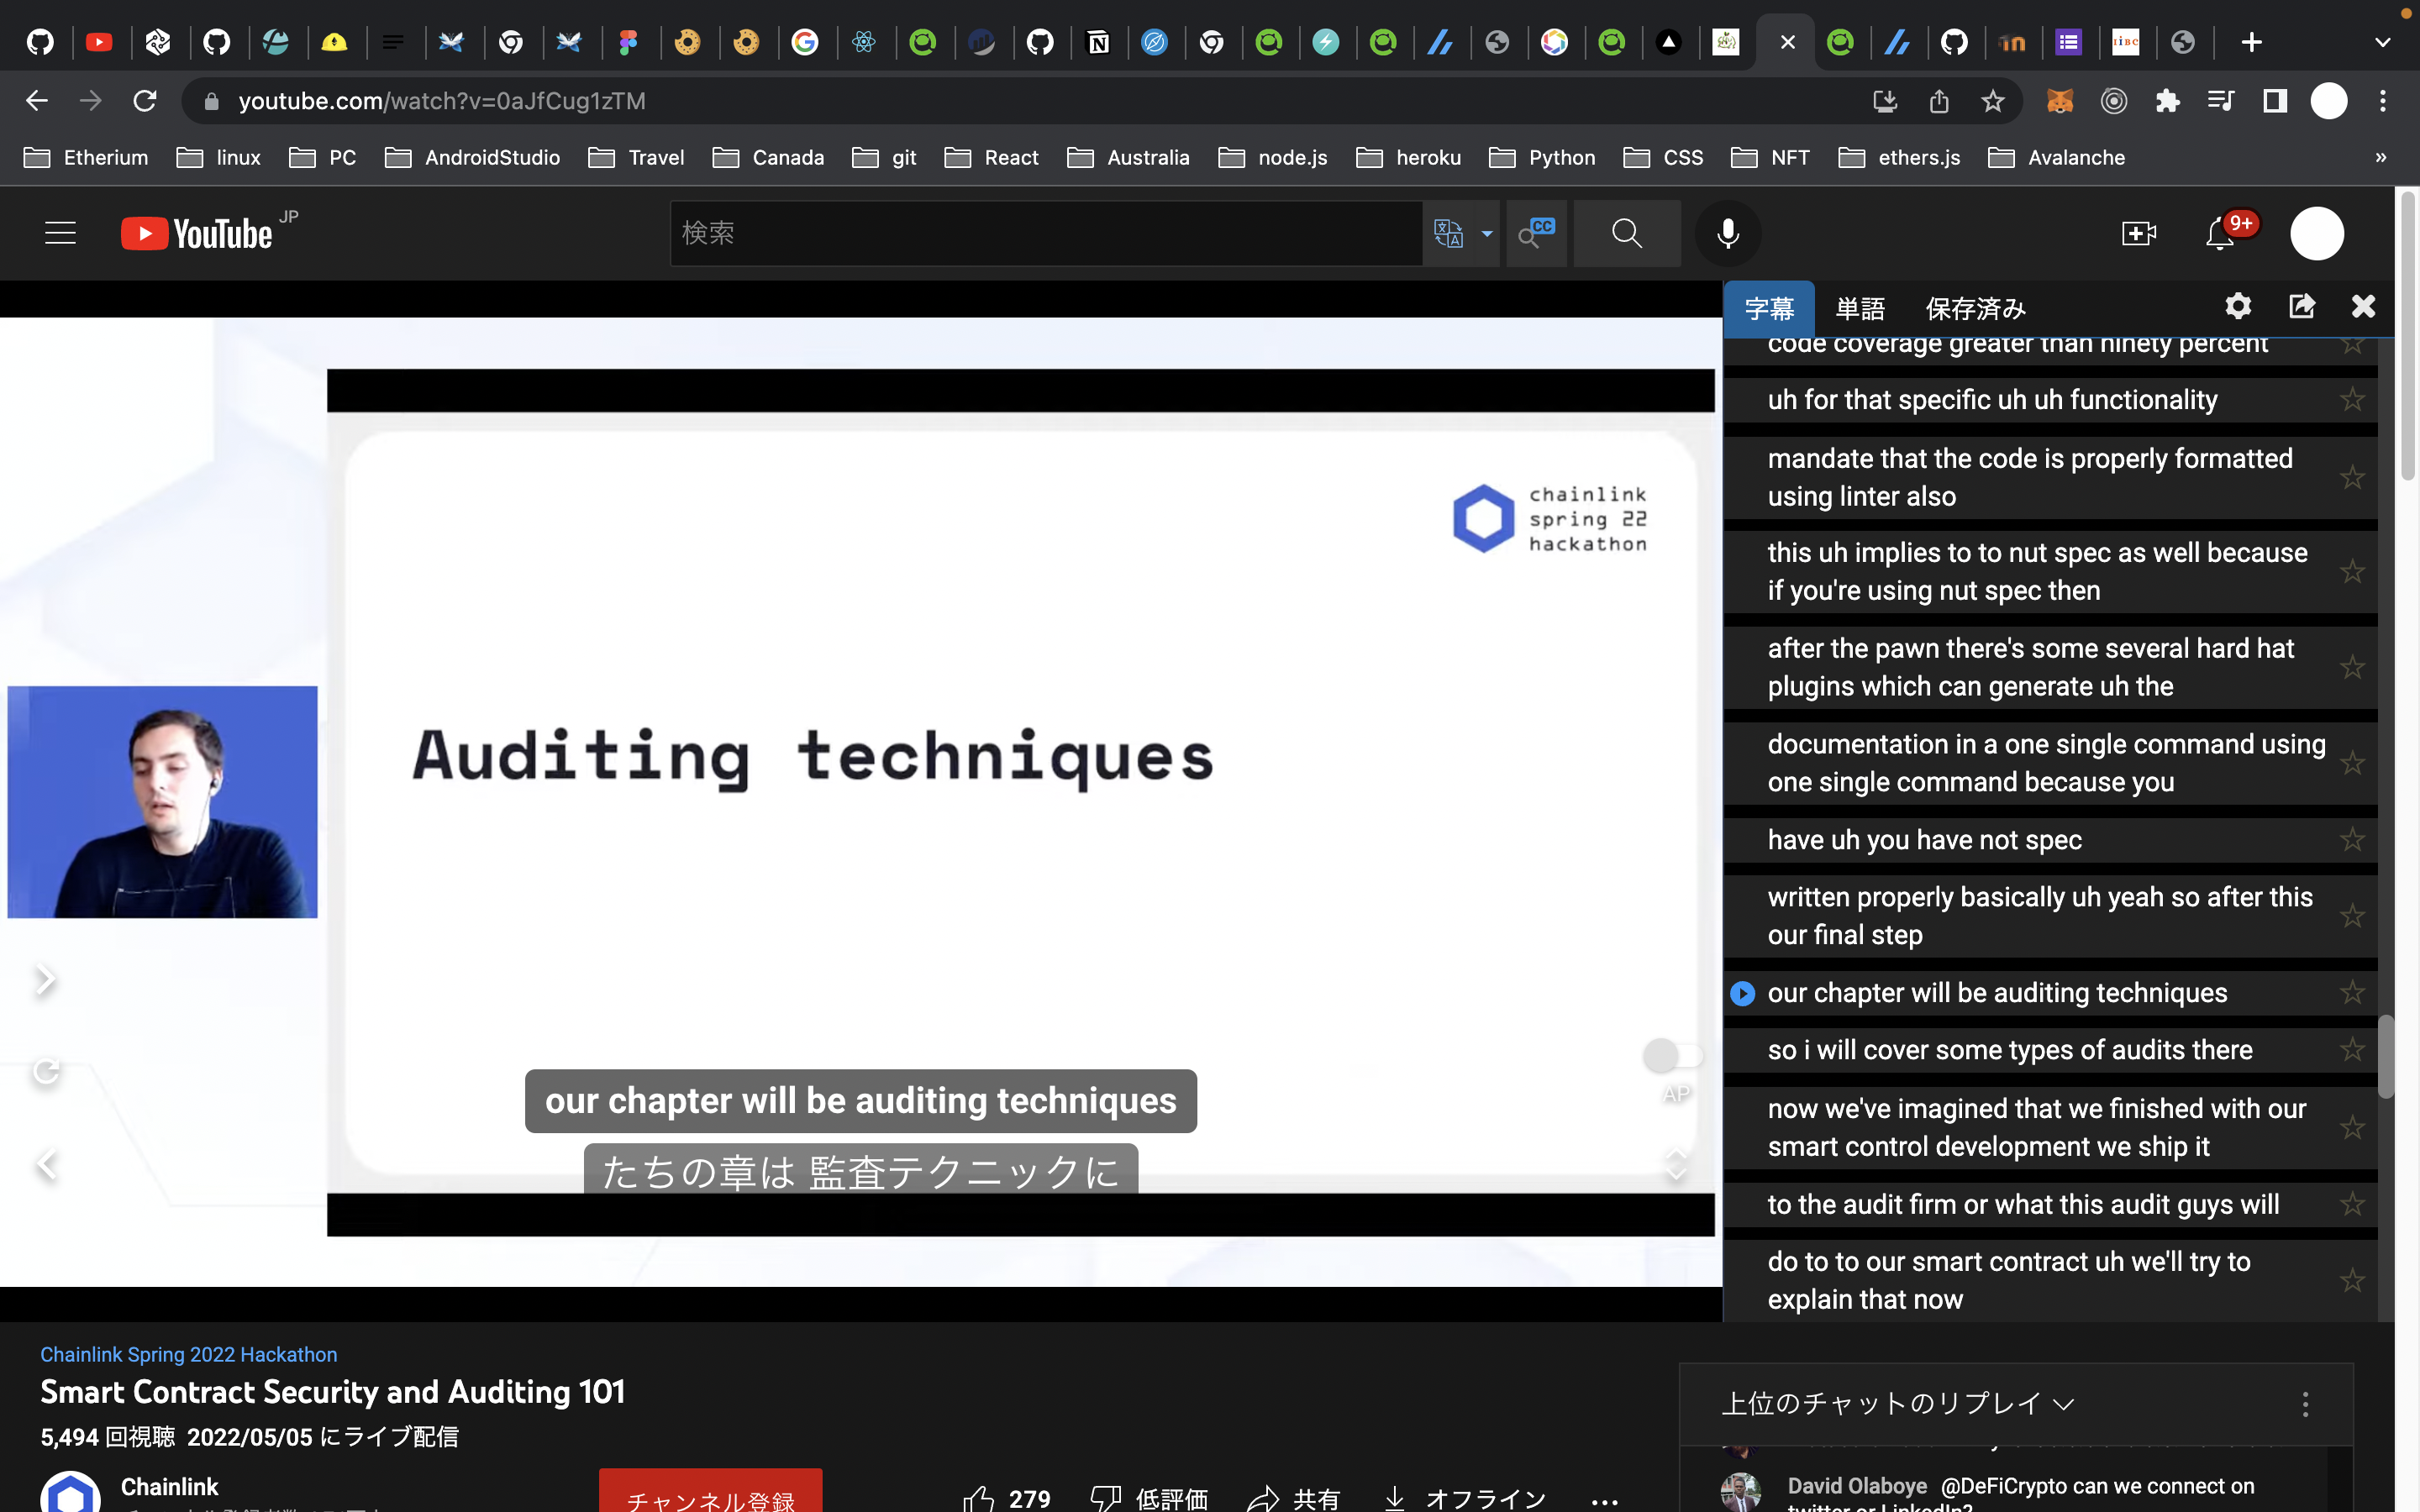 youtube.com/watch?v=0aJfCug1zTM
Etherium linux PC AndroidStudio Travel Canada git React Australia node.js heroku Python CSS NFT ethers.js Avalanche »
YouTube JP
検索
9+
字幕 単語 保存済み
code coverage greater than ninety percent
uh for that specific uh uh functionality
mandate that the code is properly formatted
using linter also
this uh implies to to nut spec as well because
if you're using nut spec then
after the pawn there's some several hard hat
plugins which can generate uh the
documentation in a one single command using
one single command because you
have uh you have not spec
written properly basically uh yeah so after this
our final step
our chapter will be auditing techniques
so i will cover some types of audits there
now we've imagined that we finished with our
smart control development we ship it
to the audit firm or what this audit guys will
do to to our smart contract uh we'll try to
explain that now
chainlink
spring 22
hackathon
Auditing techniques
AP
our chapter will be auditing techniques
たちの章は 監査テクニックに
Chainlink Spring 2022 Hackathon
Smart Contract Security and Auditing 101
5,494 回視聴 2022/05/05 にライブ配信
Chainlink
チャンネル登録
279 低評価 共有 オフライン
上位のチャットのリプレイ
David Olaboye @DeFiCrypto can we connect on
twitter or LinkedIn?